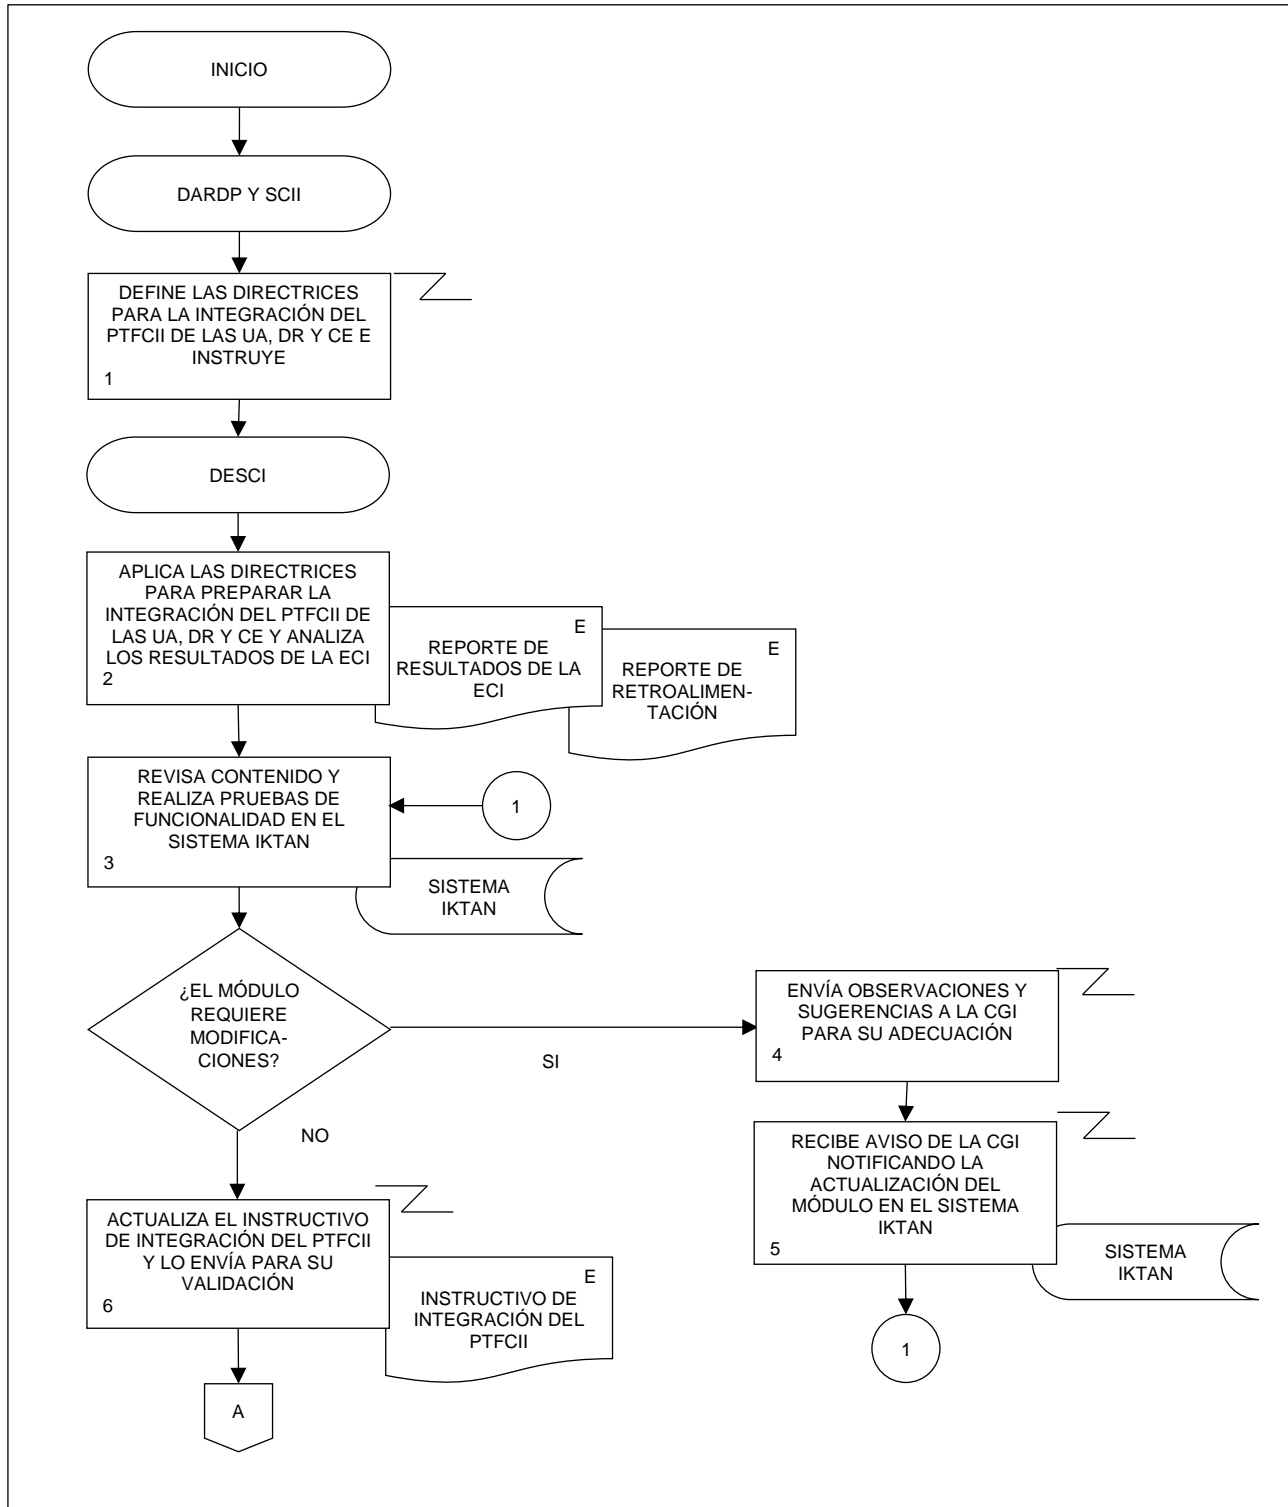 INICIO
DARDP Y SCII
DEFINE LAS DIRECTRICES
PARA LA INTEGRACIÓN DEL
PTFCII DE LAS UA, DR Y CE E
INSTRUYE
1
DESCI
APLICA LAS DIRECTRICES
PARA PREPARAR LA
INTEGRACIÓN DEL PTFCII DE
LAS UA, DR Y CE Y ANALIZA
LOS RESULTADOS DE LA ECI
2
E
REPORTE DE
RESULTADOS DE LA
ECI
E
REPORTE DE
RETROALIMEN-
TACIÓN
REVISA CONTENIDO Y
REALIZA PRUEBAS DE
FUNCIONALIDAD EN EL
SISTEMA IKTAN
3
1
SISTEMA
IKTAN
¿EL MÓDULO
REQUIERE
MODIFICA-
CIONES?
SI
NO
ENVÍA OBSERVACIONES Y
SUGERENCIAS A LA CGI
PARA SU ADECUACIÓN
4
RECIBE AVISO DE LA CGI
NOTIFICANDO LA
ACTUALIZACIÓN DEL
MÓDULO EN EL SISTEMA
IKTAN
5
SISTEMA
IKTAN
1
ACTUALIZA EL INSTRUCTIVO
DE INTEGRACIÓN DEL PTFCII
Y LO ENVÍA PARA SU
VALIDACIÓN
6
E
INSTRUCTIVO DE
INTEGRACIÓN DEL
PTFCII
A